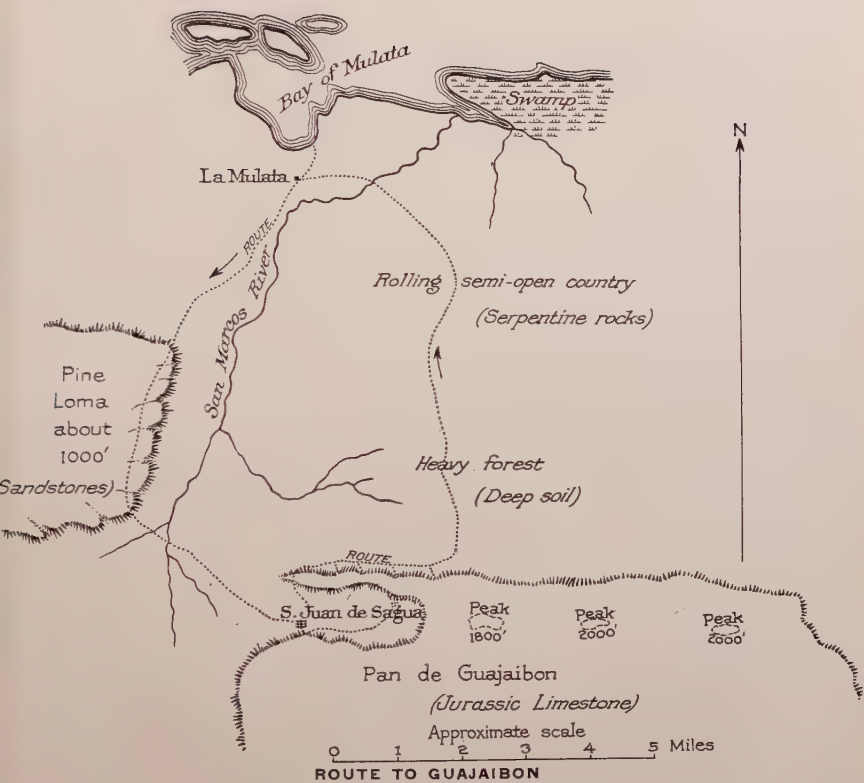 Bay of Mulata
Swamp
N
La Mulata
ROUTE
San Marcos River
Rolling semi-open country
(Serpentine rocks)
Pine
Loma
about
1000'
Sandstones)
Heavy forest
(Deep soil)
ROUTE
S. Juan de Sagua
Peak
1800'
Peak
2000'
Peak
2000'
Pan de Guajaibon
(Jurassic Limestone)
Approximate scale
0 1 2 3 4 5 Miles
ROUTE TO GUAJAIBON